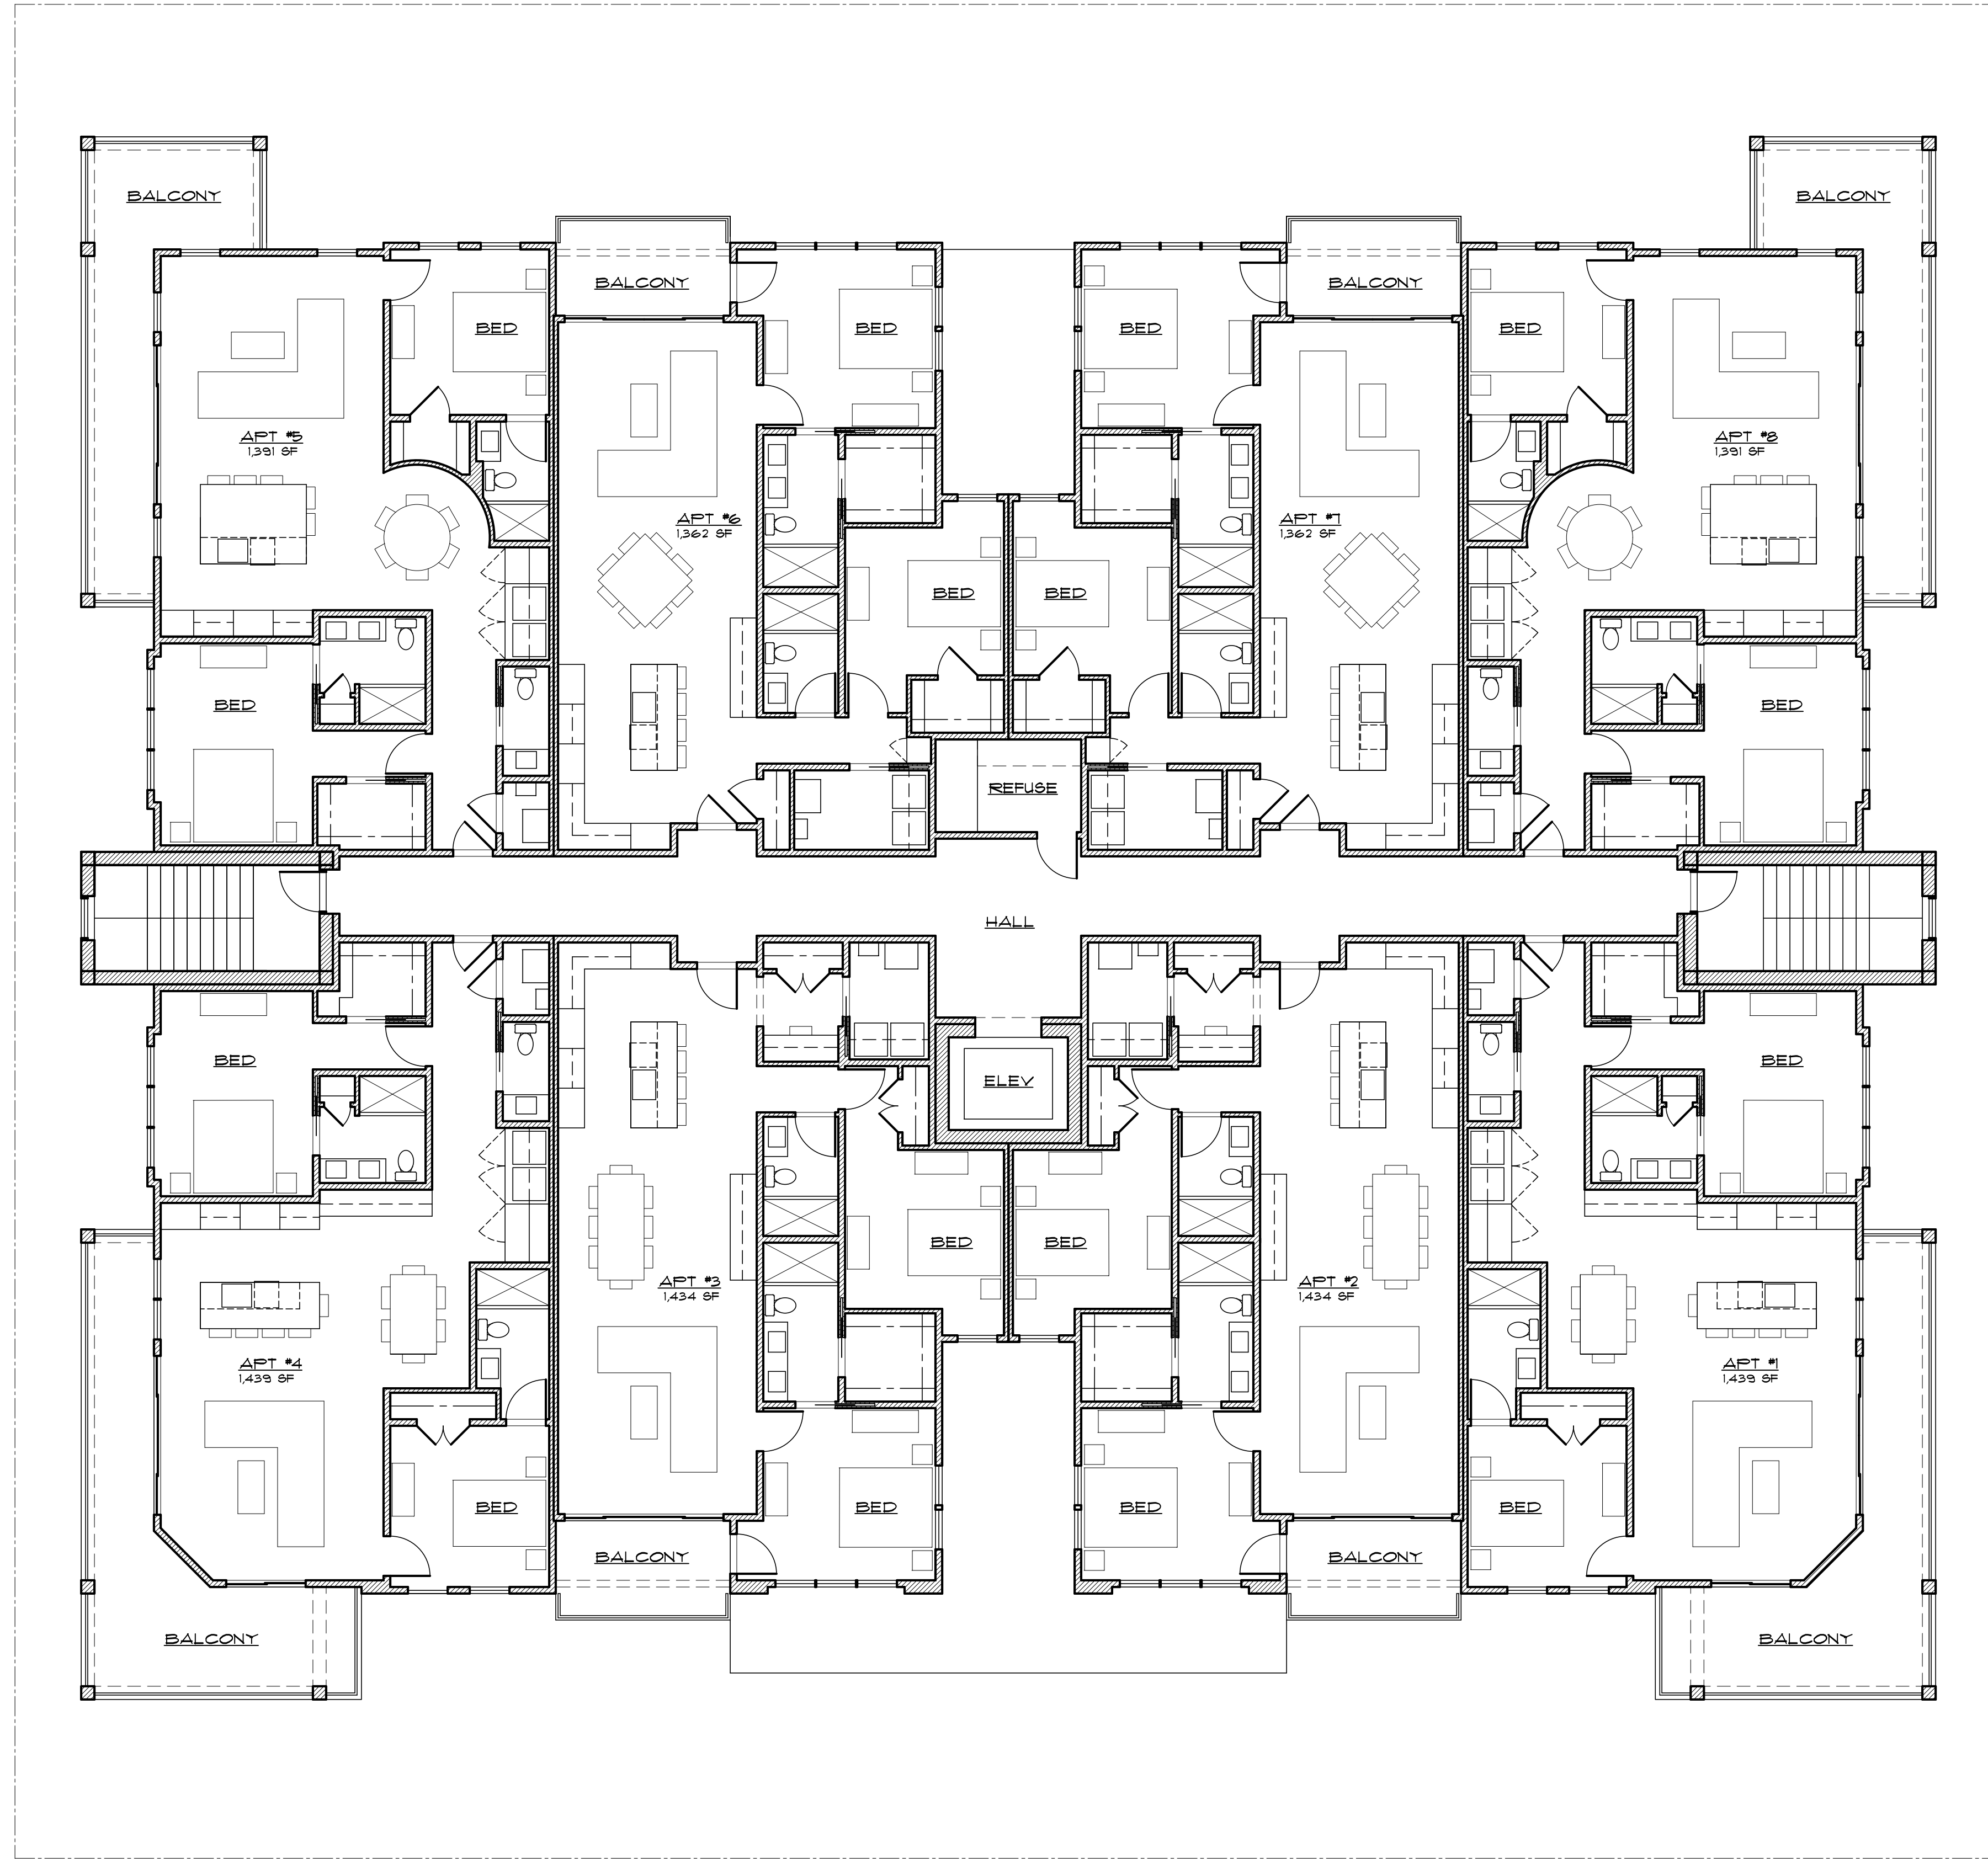 BALCONY
BALCONY
BALCONY
BALCONY
BED
BED
BED
BED
APT #5
1,391 SF
APT #8
1,391 SF
APT #6
1,362 SF
APT #7
1,362 SF
BED
BED
BED
BED
REFUSE
HALL
BED
ELEV
BED
BED
BED
APT #3
1,434 SF
APT #2
1,434 SF
APT #4
1,439 SF
APT #1
1,439 SF
BED
BED
BED
BED
BALCONY
BALCONY
BALCONY
BALCONY